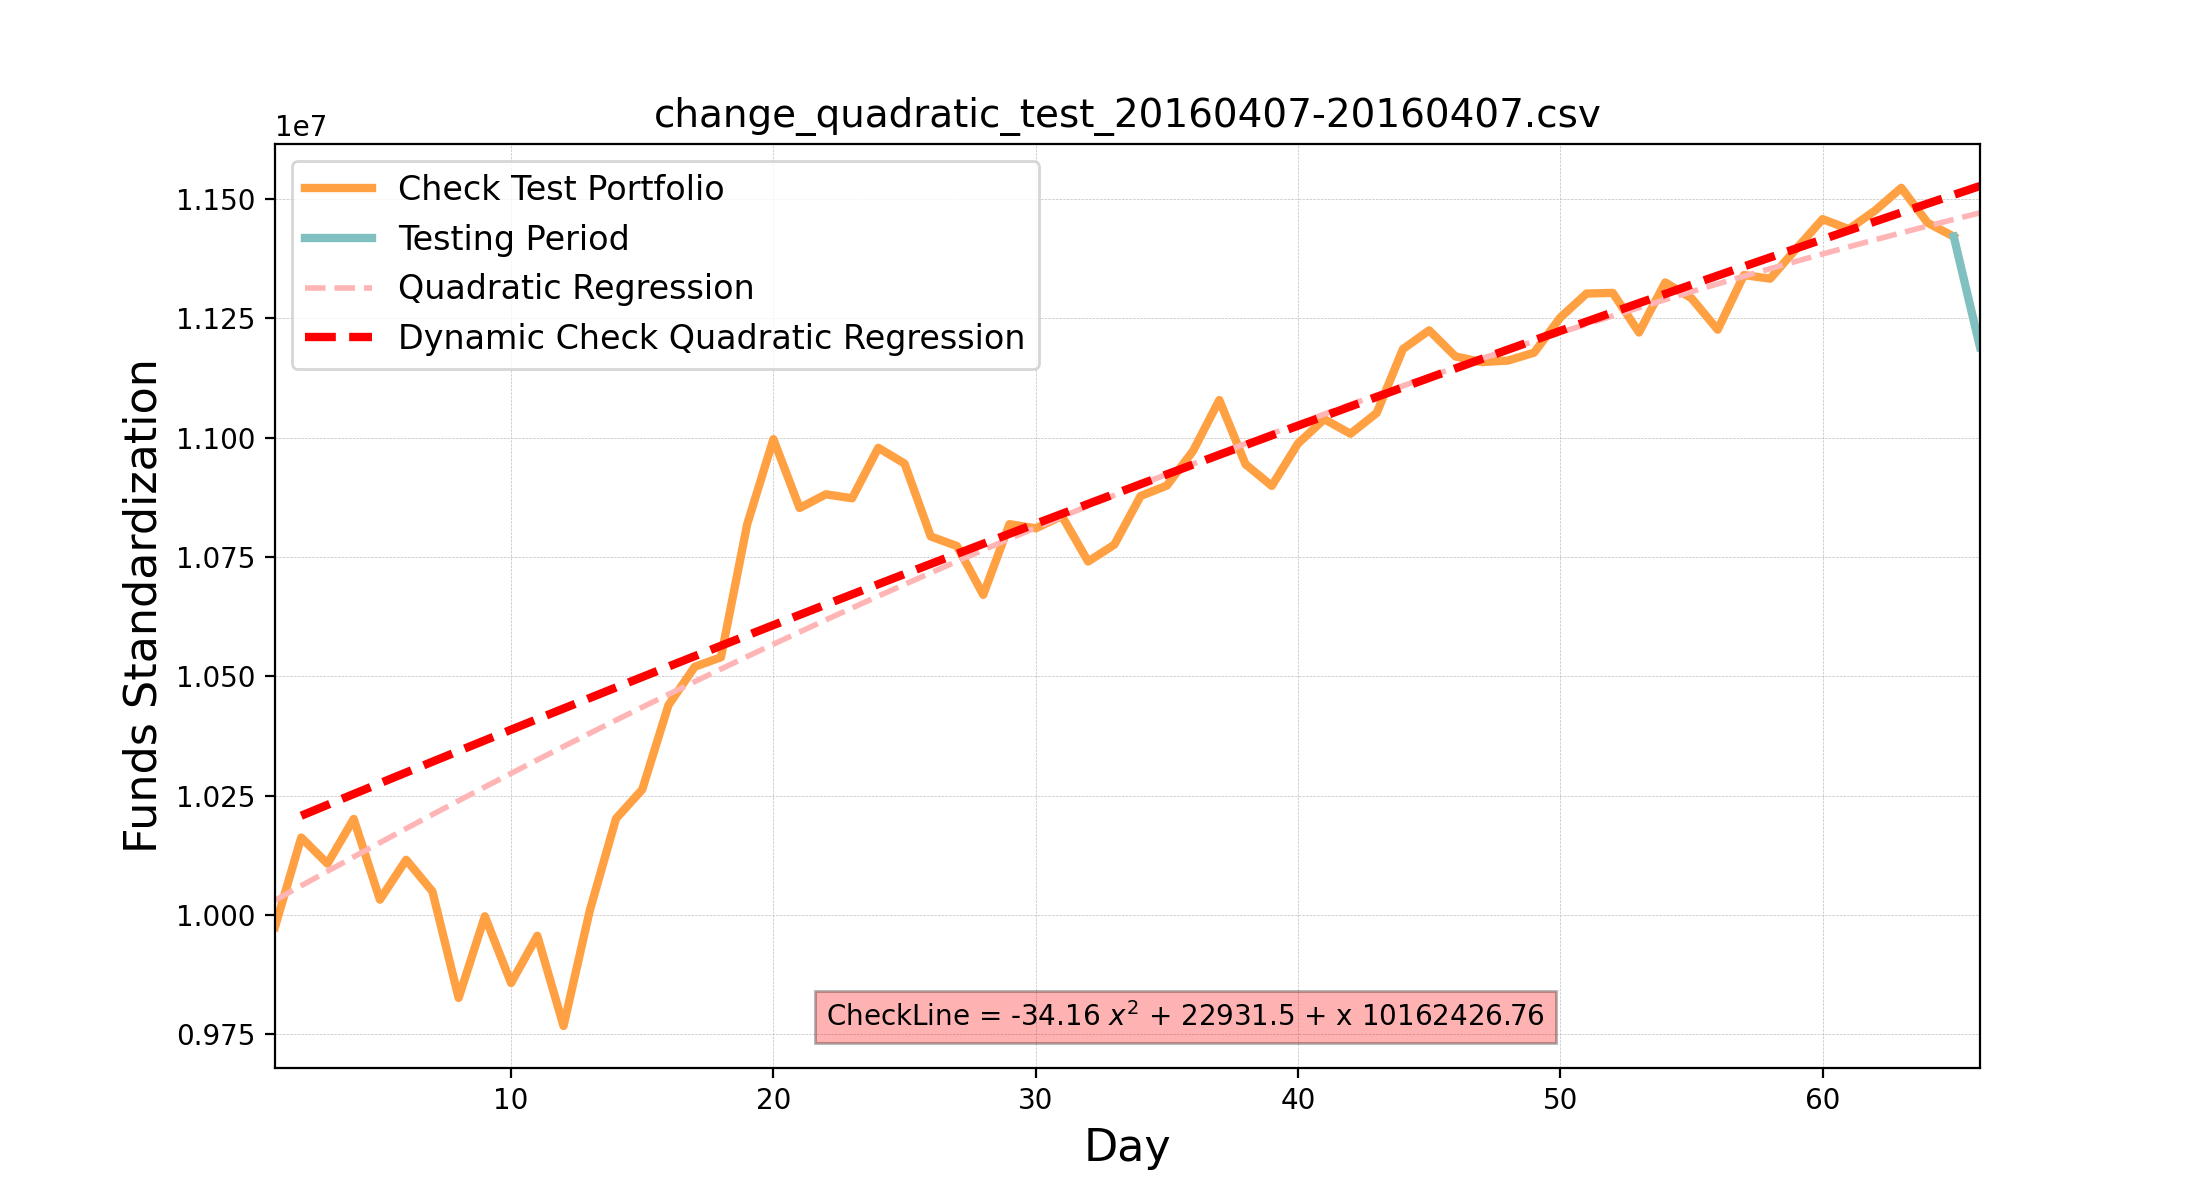 change_quadratic_test_20160407-20160407.csv
1e7
Check Test Portfolio
Testing Period
Quadratic Regression
Dynamic Check Quadratic Regression
1.150
1.125
1.100
1.075
1.050
1.025
1.000
0.975
Funds Standardization
CheckLine = -34.16 x² + 22931.5 + x 10162426.76
10 20 30 40 50 60
Day